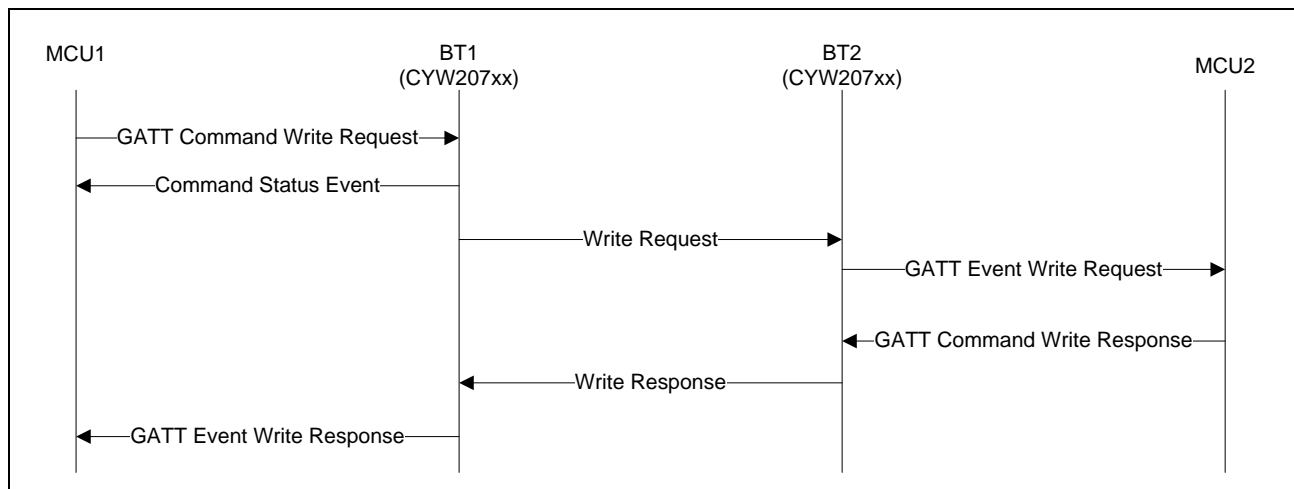 MCU1
BT1
(CYW207xx)
BT2
(CYW207xx)
MCU2
GATT Command Write Request
Command Status Event
Write Request
GATT Event Write Request
GATT Command Write Response
Write Response
GATT Event Write Response